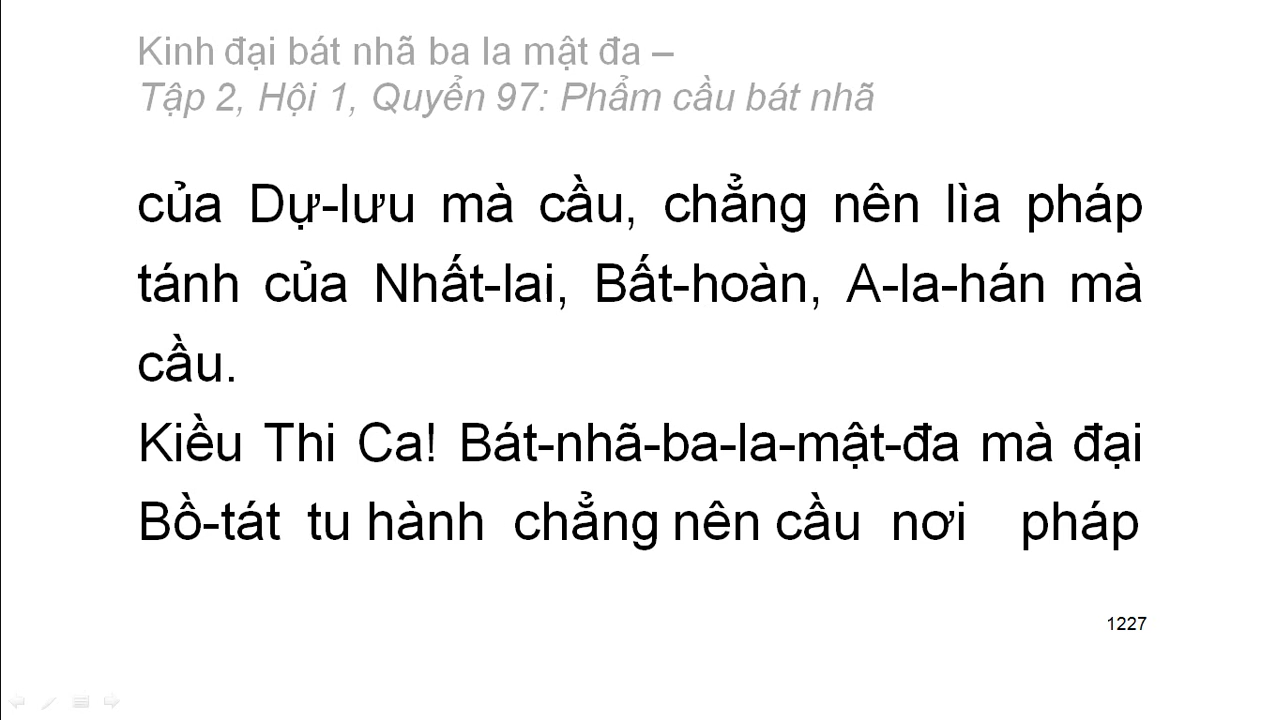 Kinh đại bát nhã ba la mật đa –
Tập 2, Hội 1, Quyển 97: Phẩm cầu bát nhã
của Dự-lưu mà cầu, chẳng nên lìa pháp
tánh của Nhất-lai, Bất-hoàn, A-la-hán mà
cầu.
Kiều Thi Ca! Bát-nhã-ba-la-mật-đa mà đại
Bồ-tát tu hành chẳng nên cầu nơi pháp
1227